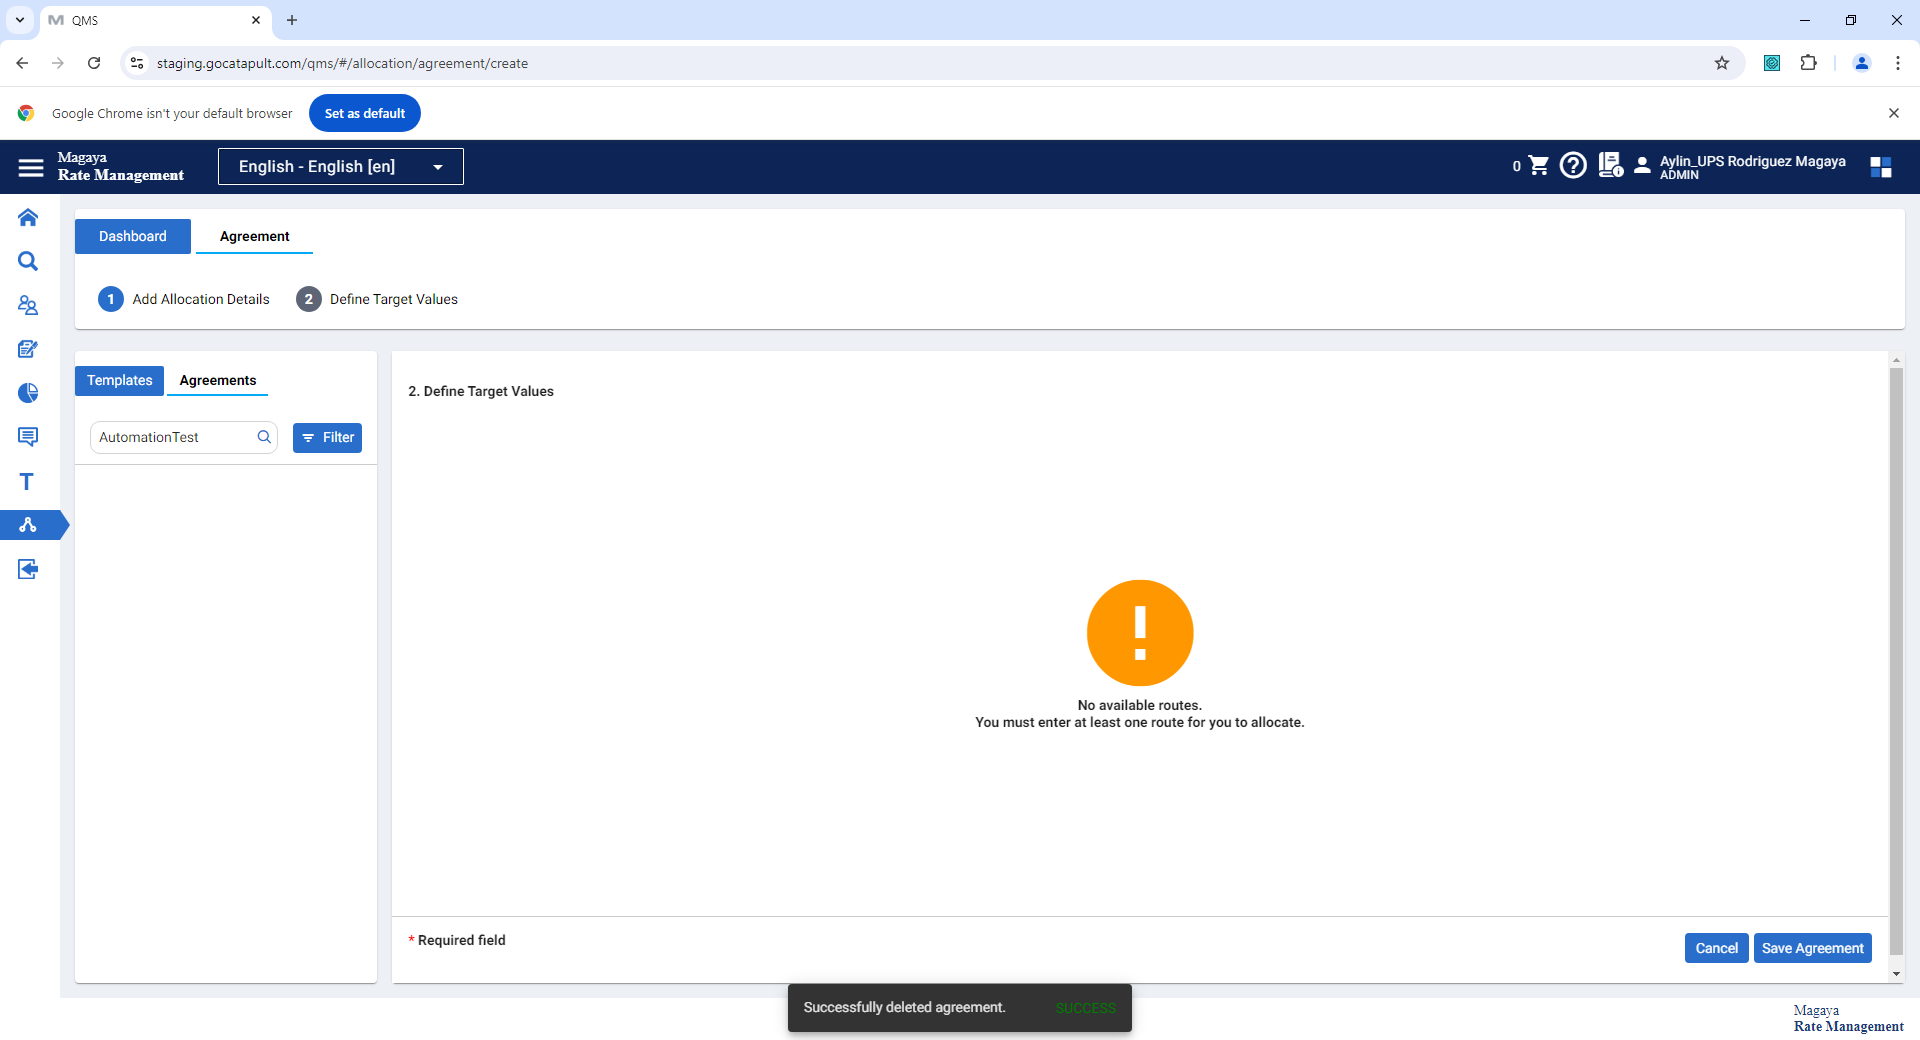 QMS
staging.gocatapult.com/qms/#/allocation/agreement/create
Google Chrome isn't your default browser
Set as default
Magaya
Rate Management
English - English [en]
0
Aylin_UPS Rodriguez Magaya
ADMIN
Dashboard
Agreement
1 Add Allocation Details
2 Define Target Values
Templates
Agreements
AutomationTest
Filter
T
2. Define Target Values
No available routes.
You must enter at least one route for you to allocate.
* Required field
Cancel
Save Agreement
Successfully deleted agreement.
SUCCESS
Magaya
Rate Management